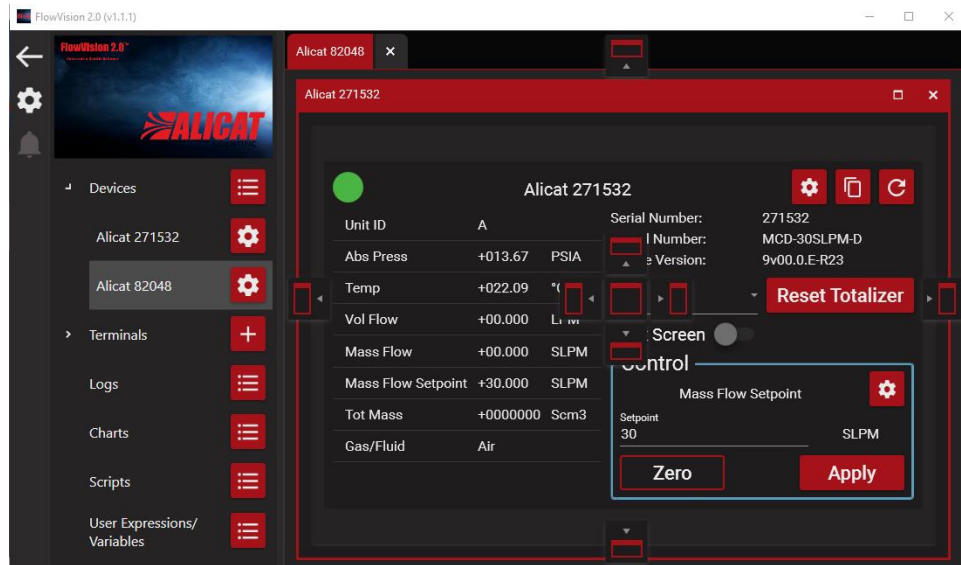 FlowVision 2.0 (v1.1.1)
FlowVision 2.0
ALICAT
Devices
Alicat 271532
Alicat 82048
Terminals
Logs
Charts
Scripts
User Expressions/
Variables
Alicat 82048
Alicat 271532
Alicat 271532
Unit ID A
Abs Press +013.67 PSIA
Temp +022.09
Vol Flow +00.000 LPM
Mass Flow +00.000 SLPM
Mass Flow Setpoint +30.000 SLPM
Tot Mass +0000000 Scm3
Gas/Fluid Air
Serial Number: 271532
Number: MCD-30SLPM-D
Version: 9v00.0.E-R23
Reset Totalizer
Screen
Control
Mass Flow Setpoint
Setpoint
30 SLPM
Zero Apply